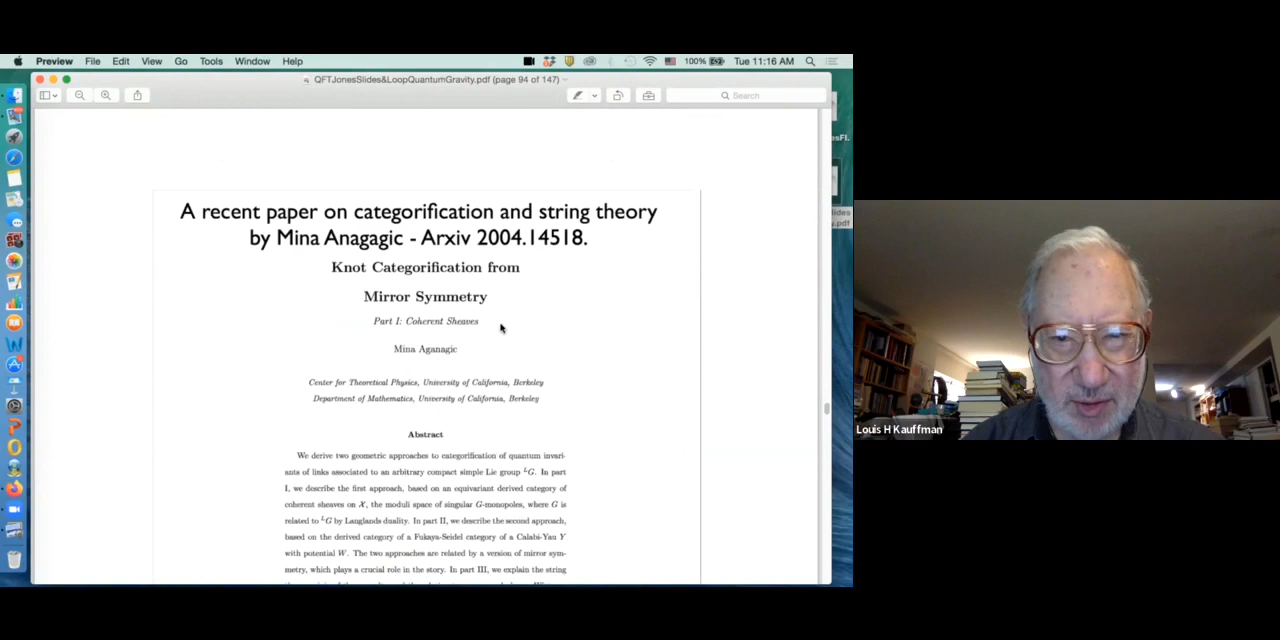 Preview File Edit View Go Tools Window Help 100% Tue 11:16 AM
QFTJonesSlides&LoopQuantumGravity.pdf (page 94 of 147)
Search
A recent paper on categorification and string theory
by Mina Anagagic - Arxiv 2004.14518.
Knot Categorification from
Mirror Symmetry
Part I: Coherent Sheaves
Mina Aganagic
Center for Theoretical Physics, University of California, Berkeley
Department of Mathematics, University of California, Berkeley
Abstract
We derive two geometric approaches to categorification of quantum invari-
ants of links associated to an arbitrary compact simple Lie group ᴸG. In part
I, we describe the first approach, based on an equivariant derived category of
coherent sheaves on 𝒳, the moduli space of singular G-monopoles, where G is
related to ᴸG by Langlands duality. In part II, we describe the second approach,
based on the derived category of a Fukaya-Seidel category of a Calabi-Yau Y
with potential W. The two approaches are related by a version of mirror sym-
metry, which plays a crucial role in the story. In part III, we explain the string
Louis H Kauffman